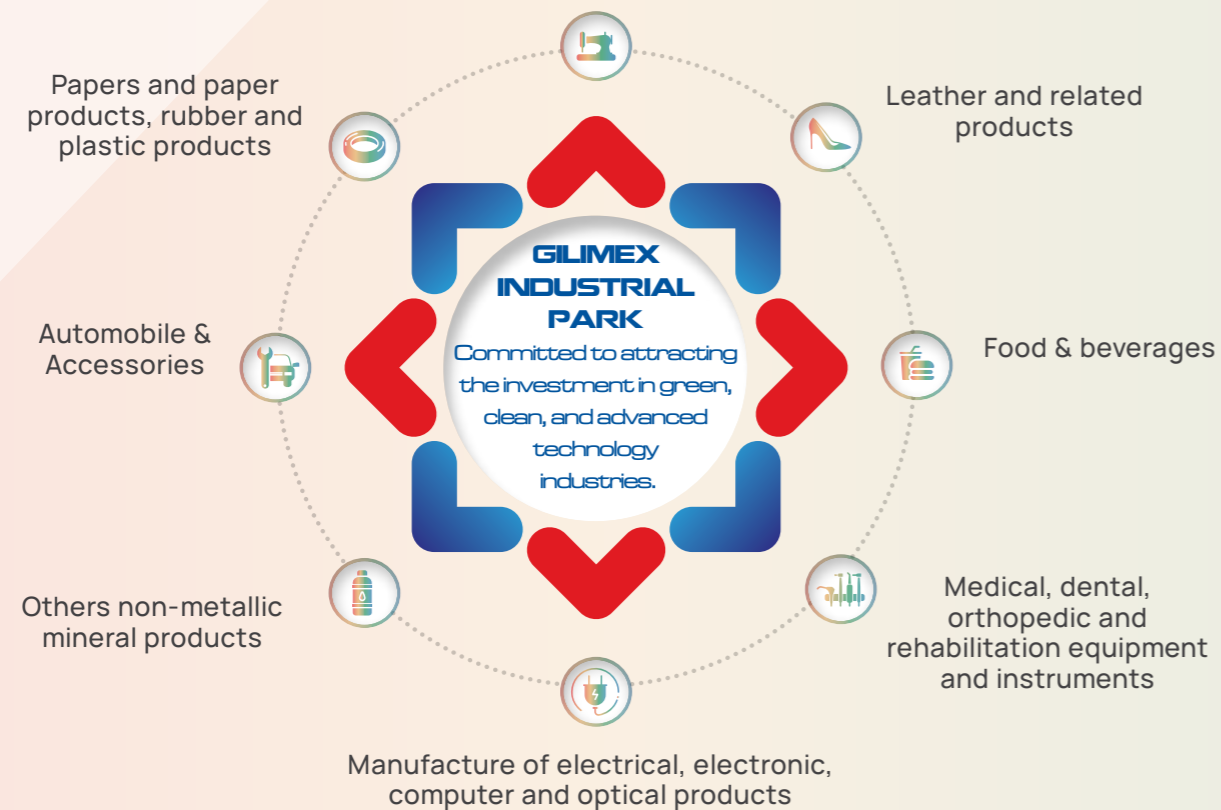 Papers and paper
products, rubber and
plastic products
Leather and related
products
GILIMEX
INDUSTRIAL
PARK
Committed to attracting
the investment in green,
clean, and advanced
technology
industries.
Automobile &
Accessories
Food & beverages
Others non-metallic
mineral products
Medical, dental,
orthopedic and
rehabilitation equipment
and instruments
Manufacture of electrical, electronic,
computer and optical products